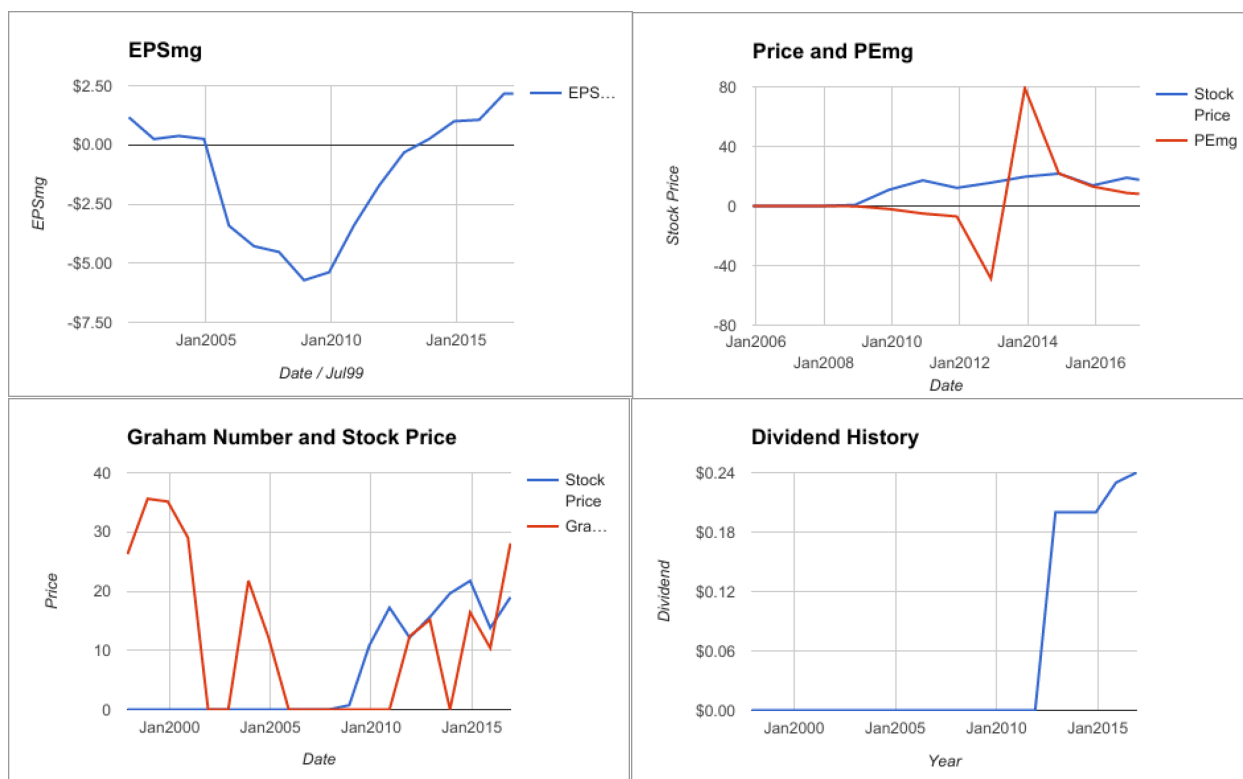 EPSmg
$2.50
$0.00
-$2.50
-$5.00
-$7.50
EPSmg
Jan2005
Jan2010
Jan2015
Date / Jul99
EPS...
Price and PEmg
80
40
0
-40
-80
Stock Price
Jan2006
Jan2008
Jan2010
Jan2012
Jan2014
Jan2016
Date
Stock
Price
PEmg
Graham Number and Stock Price
40
30
20
10
0
Price
Jan2000
Jan2005
Jan2010
Jan2015
Date
Stock
Price
Gra...
Dividend History
$0.24
$0.18
$0.12
$0.06
$0.00
Dividend
Jan2000
Jan2005
Jan2010
Jan2015
Year